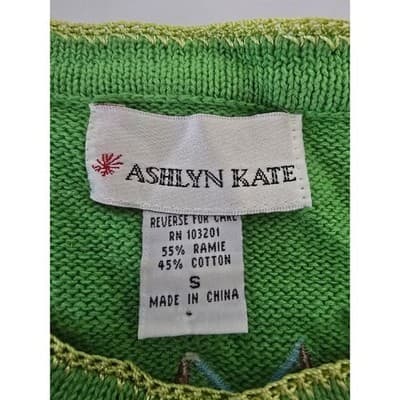 ASHLYN KATE
REVERSE FOR CARE
RN 103201
55% RAMIE
45% COTTON
S
MADE IN CHINA